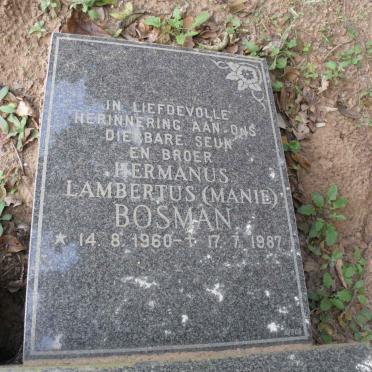 IN LIEFDEVOLLE
HERINNERING AAN ONS
DIERBARE SEUN
EN BROER
HERMANUS
LAMBERTUS (MANIE)
BOSMAN
* 14.8.1960 - † 17.7.1987